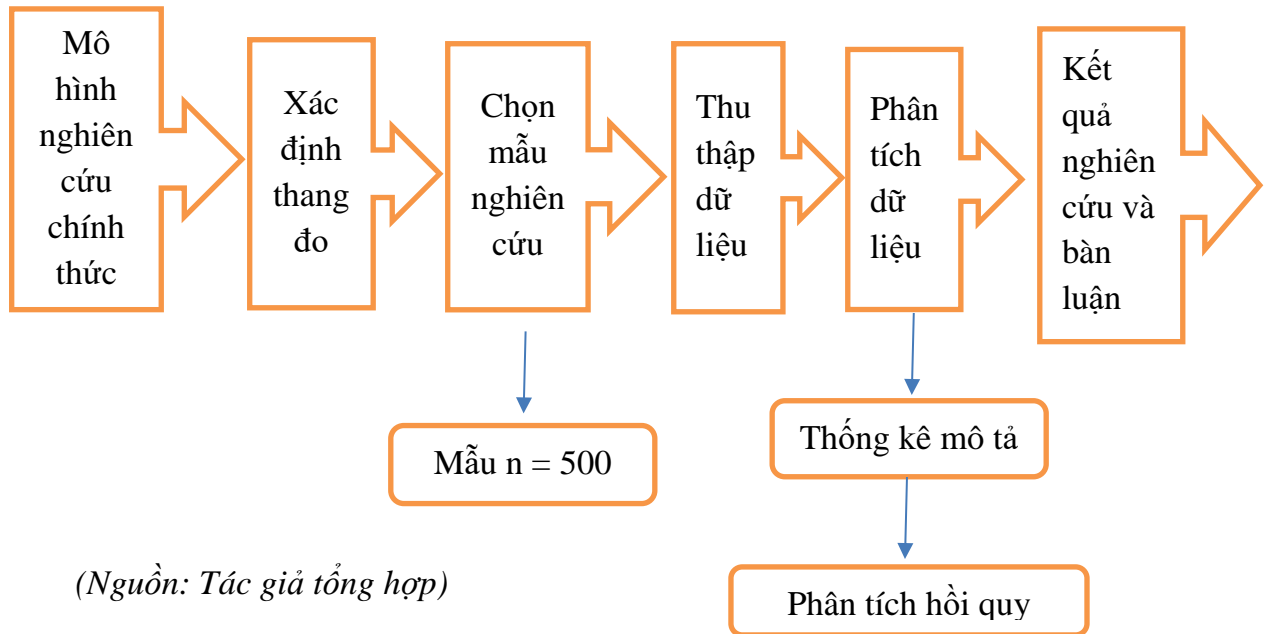 Mô
hình
nghiên
cứu
chính
thức
Xác
định
thang
đo
Chọn
mẫu
nghiên
cứu
Thu
thập
dữ
liệu
Phân
tích
dữ
liệu
Kết
quả
nghiên
cứu và
bàn
luận
Mẫu n = 500
Thống kê mô tả
Phân tích hồi quy
(Nguồn: Tác giả tổng hợp)